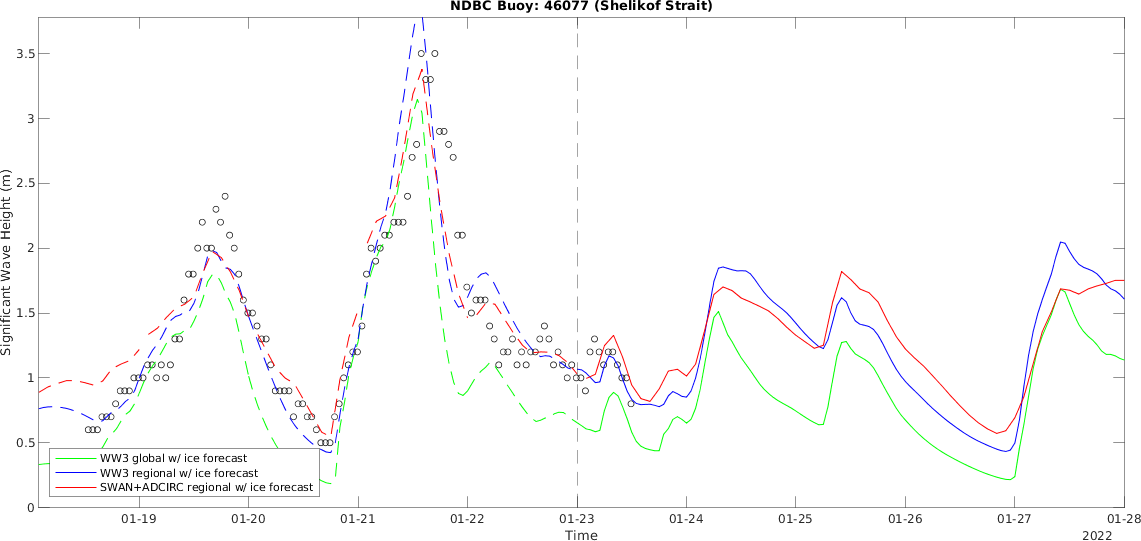 NDBC Buoy: 46077 (Shelikof Strait)
3.5
3
2.5
2
1.5
1
0.5
0
Significant Wave Height (m)
WW3 global w/ ice forecast
WW3 regional w/ ice forecast
SWAN+ADCIRC regional w/ ice forecast
01-19 01-20 01-21 01-22 01-23 01-24 01-25 01-26 01-27 01-28
Time
2022